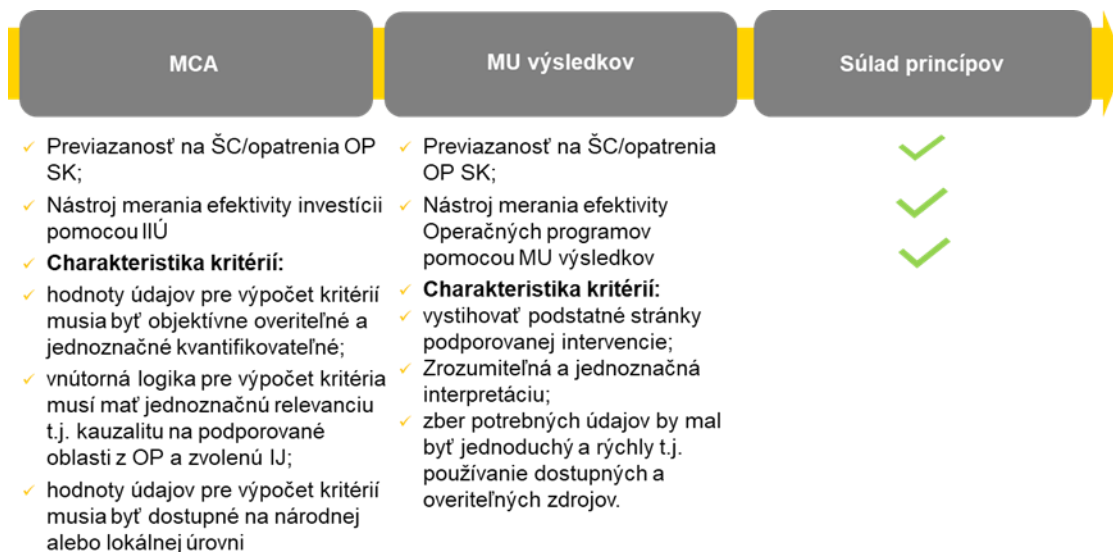 MCA
MU výsledkov
Súlad princípov
Previazanosť na ŠC/opatrenia OP
SK;
Nástroj merania efektivity investícii
pomocou IIÚ
Charakteristika kritérií:
hodnoty údajov pre výpočet kritérií
musia byť objektívne overiteľné a
jednoznačné kvantifikovateľné;
vnútorná logika pre výpočet kritéria
musí mať jednoznačnú relevanciu
t.j. kauzalitu na podporované
oblasti z OP a zvolenú IJ;
hodnoty údajov pre výpočet kritérií
musia byť dostupné na národnej
alebo lokálnej úrovni
Previazanosť na ŠC/opatrenia
OP SK;
Nástroj merania efektivity
Operačných programov
pomocou MU výsledkov
Charakteristika kritérií:
vystihovať podstatné stránky
podporovanej intervencie;
Zrozumiteľná a jednoznačná
interpretáciu;
zber potrebných údajov by mal
byť jednoduchý a rýchly t.j.
používanie dostupných a
overiteľných zdrojov.